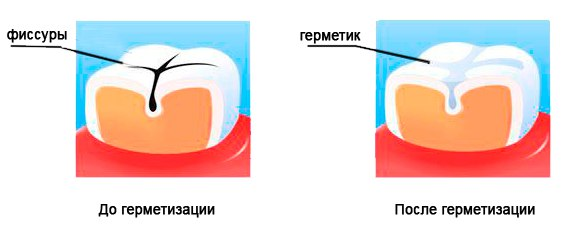 фиссуры
герметик
До герметизации
После герметизации